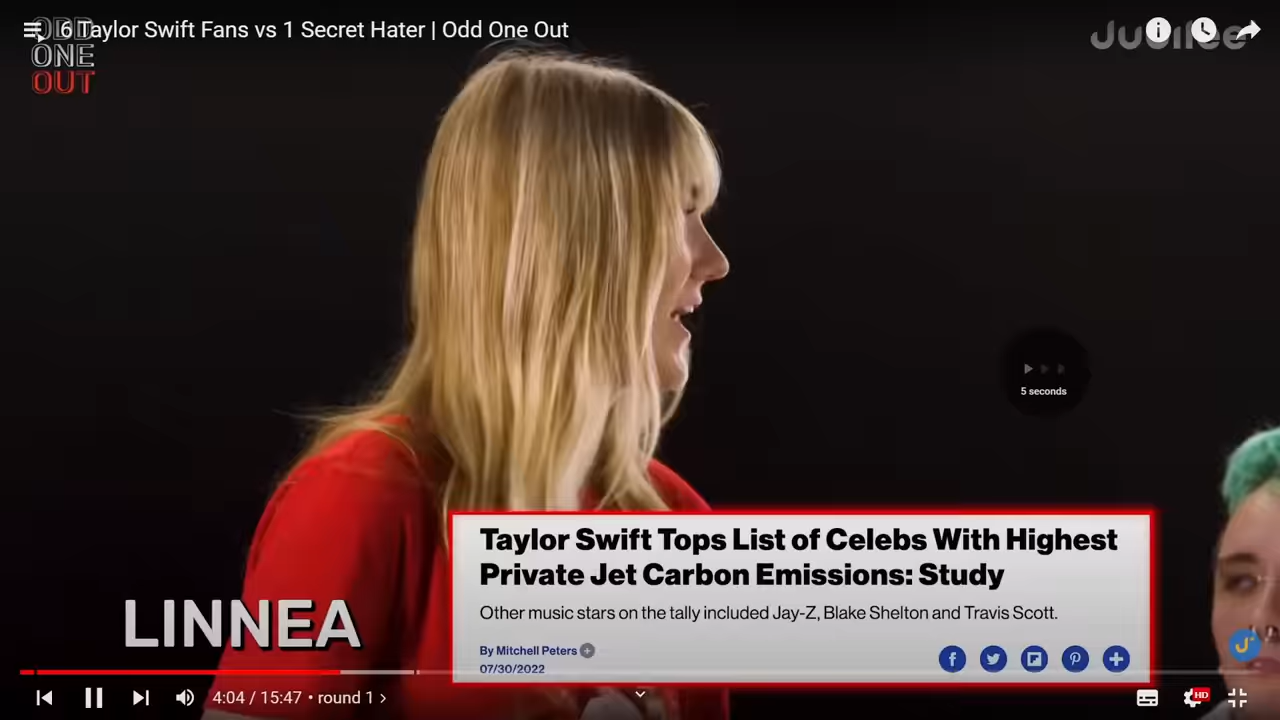 6 Taylor Swift Fans vs 1 Secret Hater | Odd One Out
ODD
ONE
OUT
Jubilee
5 seconds
Taylor Swift Tops List of Celebs With Highest
Private Jet Carbon Emissions: Study
Other music stars on the tally included Jay-Z, Blake Shelton and Travis Scott.
By Mitchell Peters
07/30/2022
LINNEA
4:04 / 15:47 • round 1
HD